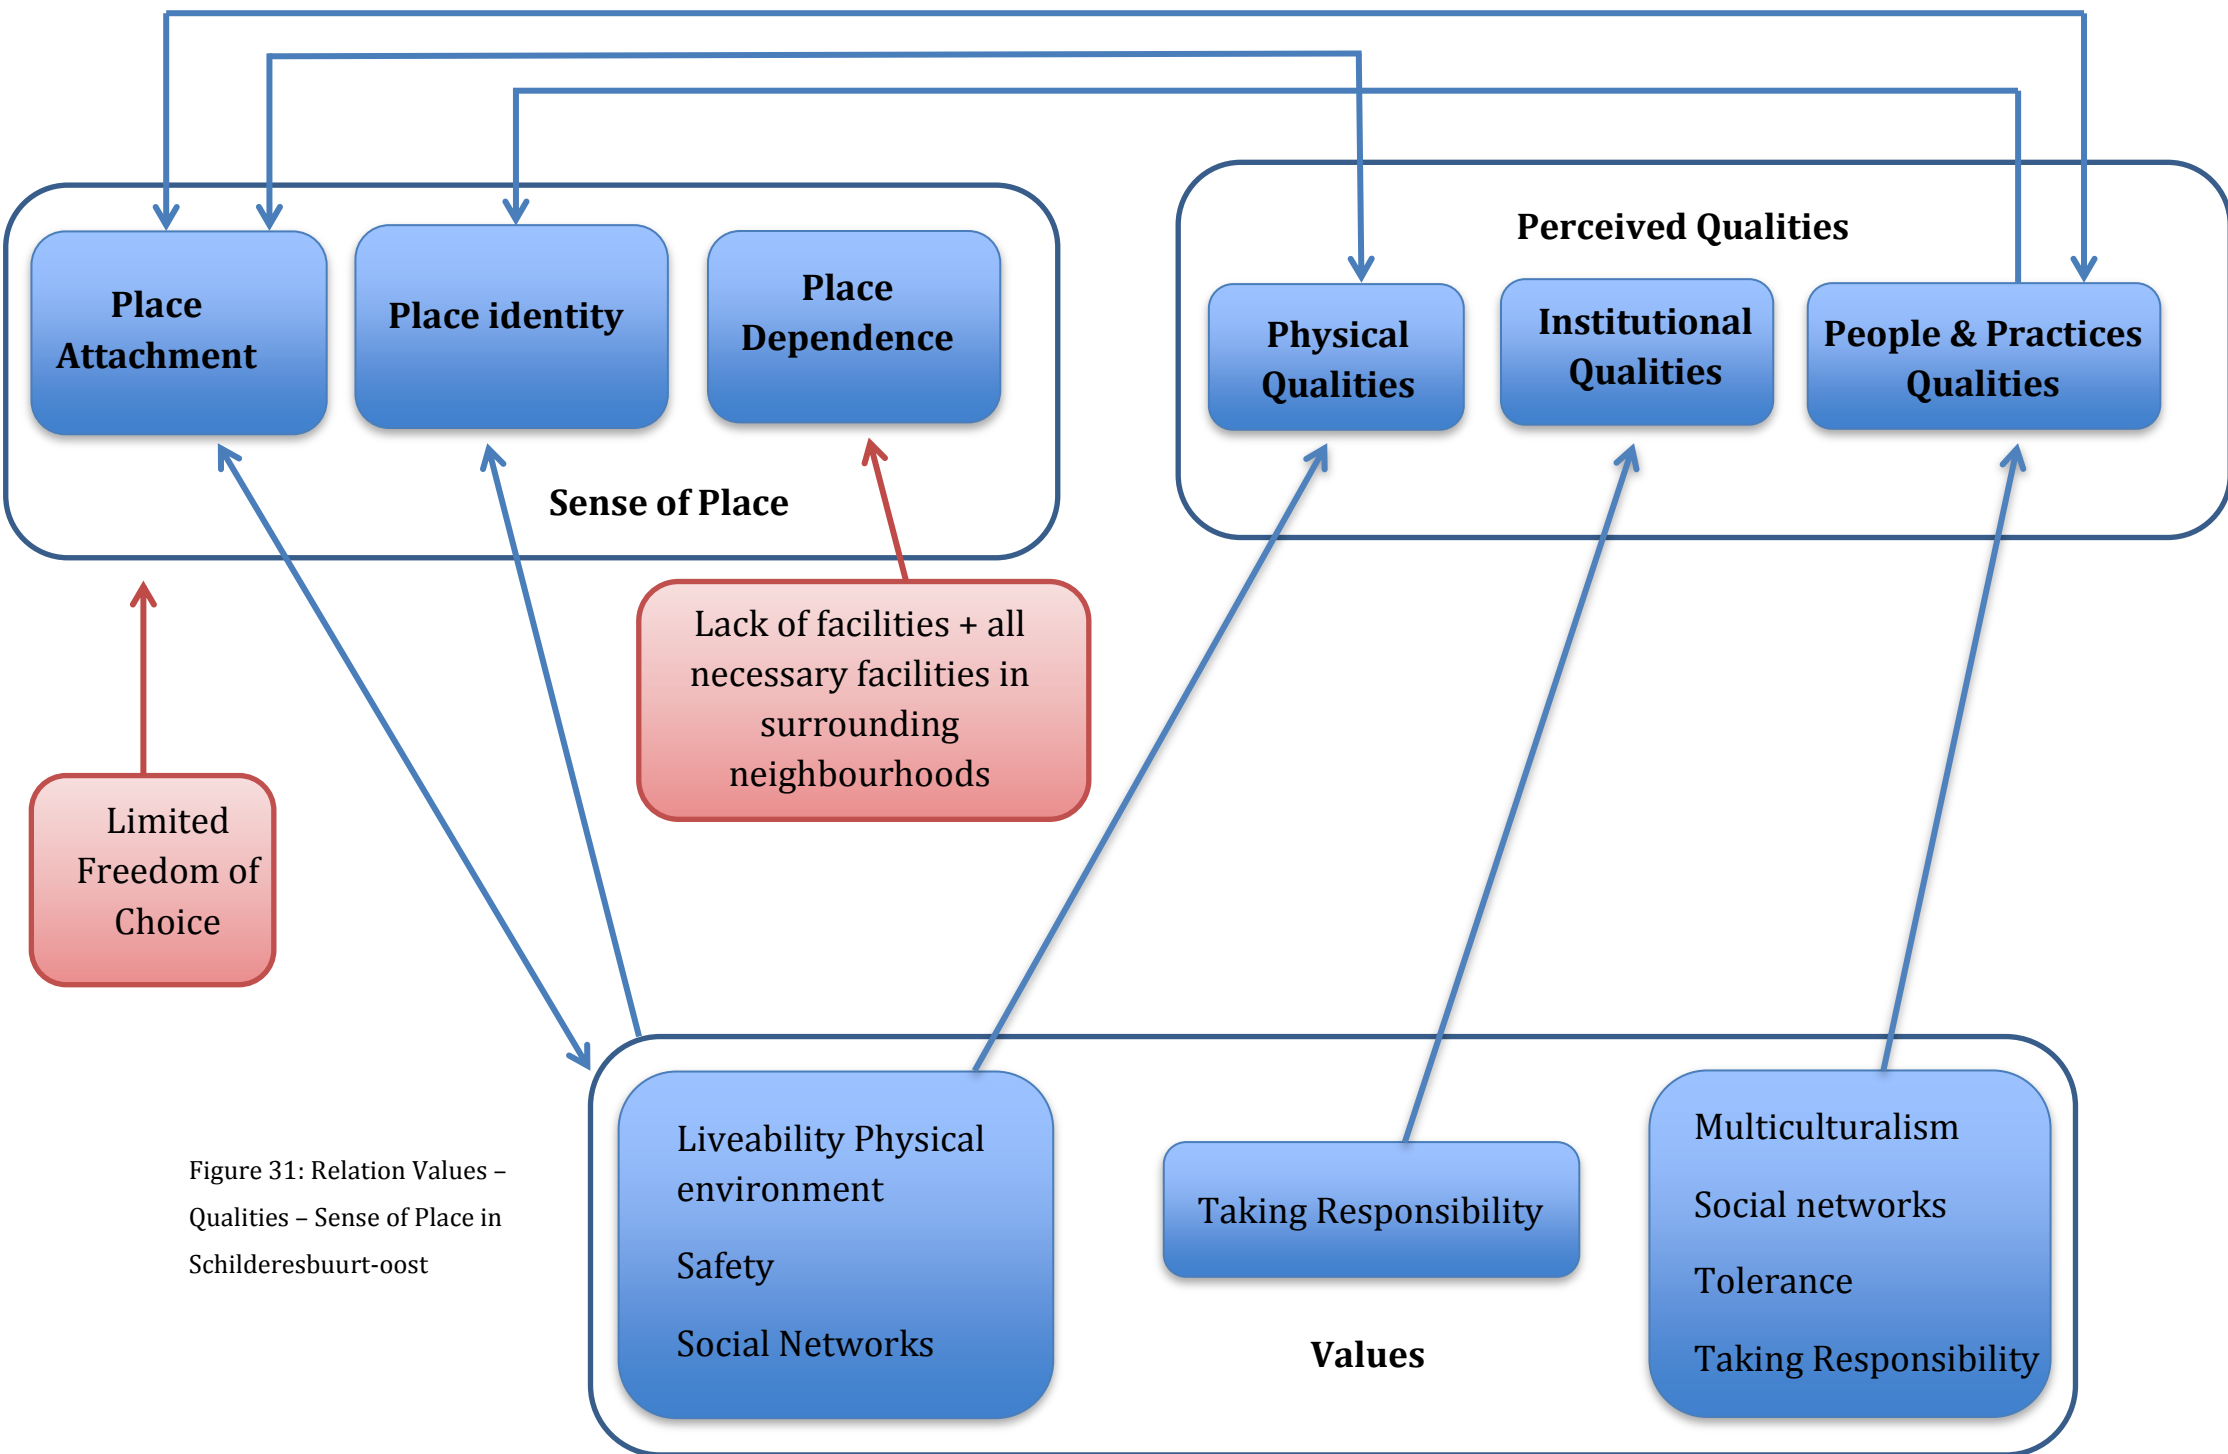 Perceived Qualities
Place
Attachment
Place identity
Place
Dependence
Physical
Qualities
Institutional
Qualities
People & Practices
Qualities
Sense of Place
Lack of facilities + all
necessary facilities in
surrounding
neighbourhoods
Limited
Freedom of
Choice
Figure 31: Relation Values –
Qualities – Sense of Place in
Schilderesbuurt-oost
Liveability Physical
environment
Safety
Social Networks
Taking Responsibility
Values
Multiculturalism
Social networks
Tolerance
Taking Responsibility